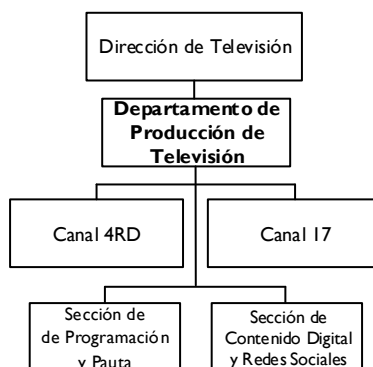 Dirección de Televisión
Departamento de
Producción de
Televisión
Canal 4RD
Canal 17
Sección de
de Programación
y Pauta
Sección de
Contenido Digital
y Redes Sociales